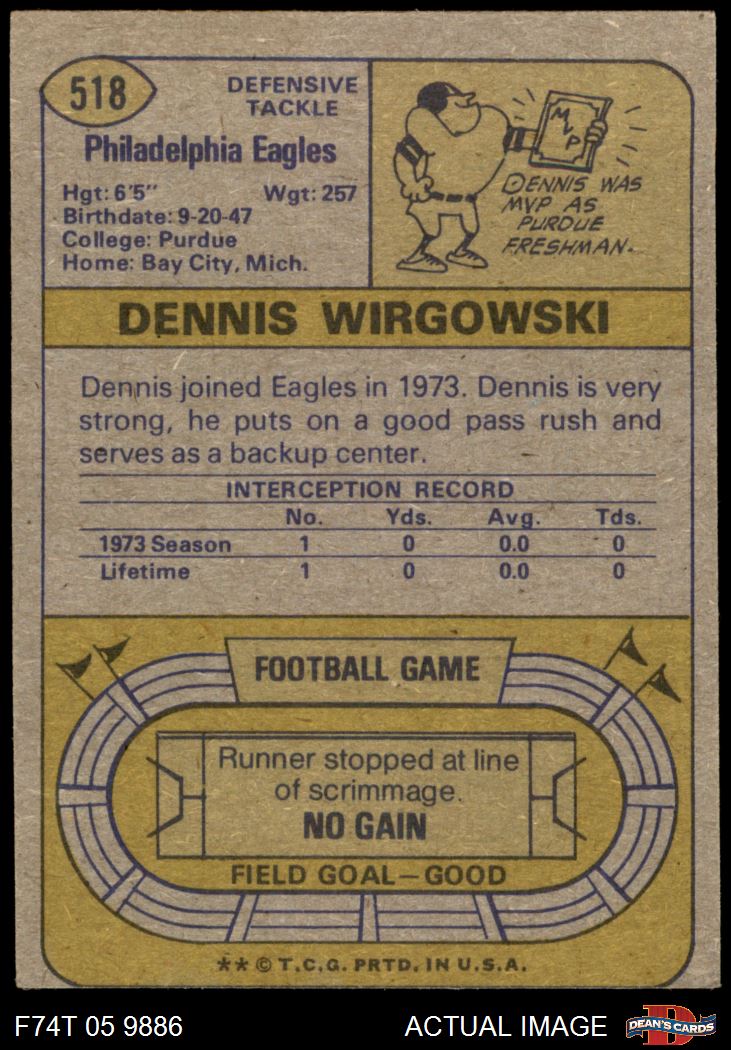 518
DEFENSIVE
TACKLE
Philadelphia Eagles
Hgt: 6'5" Wgt: 257
Birthdate: 9-20-47
College: Purdue
Home: Bay City, Mich.
MVP
DENNIS WAS
MVP AS
PURDUE
FRESHMAN.
DENNIS WIRGOWSKI
Dennis joined Eagles in 1973. Dennis is very
strong, he puts on a good pass rush and
serves as a backup center.
INTERCEPTION RECORD
No. Yds. Avg. Tds.
1973 Season 1 0 0.0 0
Lifetime 1 0 0.0 0
FOOTBALL GAME
Runner stopped at line
of scrimmage.
NO GAIN
FIELD GOAL—GOOD
** © T.C.G. PRTD. IN U.S.A.
F74T 05 9886 ACTUAL IMAGE
D
DEAN'S CARDS